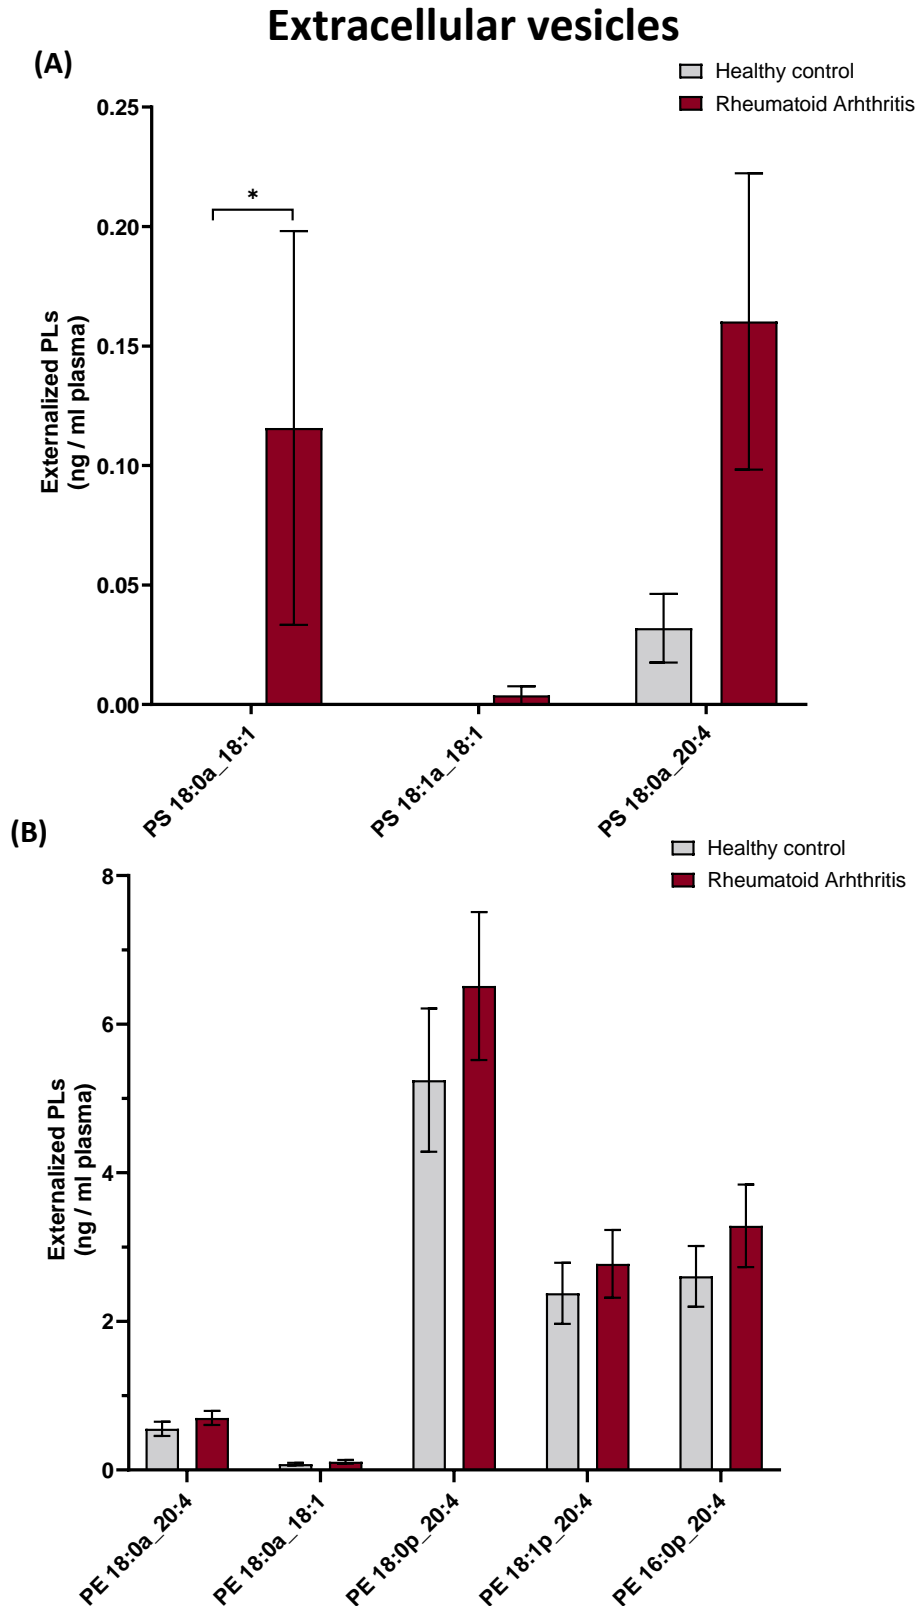 Extracellular vesicles
(A)
Healthy control
Rheumatoid Arhthritis
0.25
0.20
0.15
0.10
0.05
0.00
*
Externalized PLs
(ng / ml plasma)
PS 18:0a_18:1
PS 18:1a_18:1
PS 18:0a_20:4
(B)
Healthy control
Rheumatoid Arhthritis
8
6
4
2
0
Externalized PLs
(ng / ml plasma)
PE 18:0a_20:4
PE 18:0a_18:1
PE 18:0p_20:4
PE 18:1p_20:4
PE 16:0p_20:4